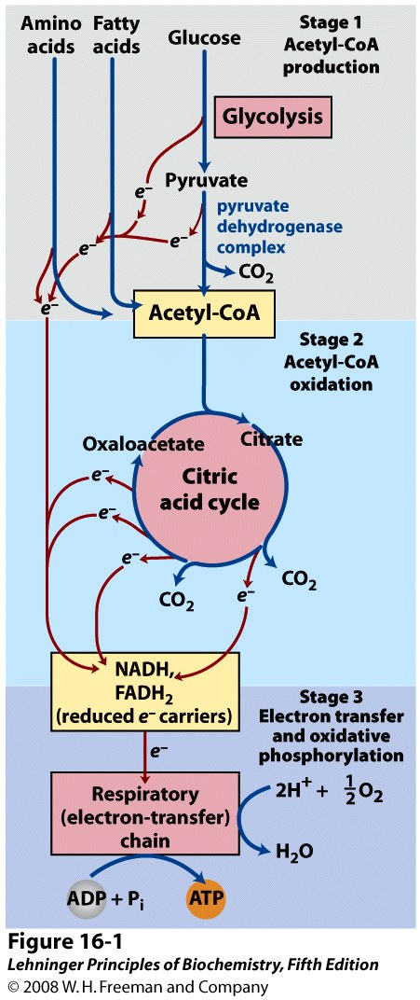 Amino
acids
Fatty
acids
Glucose
Stage 1
Acetyl-CoA
production
Glycolysis
Pyruvate
e–
e–
e–
e–
pyruvate
dehydrogenase
complex
CO2
Acetyl-CoA
Stage 2
Acetyl-CoA
oxidation
Oxaloacetate
Citrate
Citric
acid cycle
e–
e–
e–
e–
CO2
CO2
NADH,
FADH2
(reduced e– carriers)
Stage 3
Electron transfer
and oxidative
phosphorylation
e–
Respiratory
(electron-transfer)
chain
2H+ + 1/2 O2
H2O
ADP + Pi
ATP
Figure 16-1
Lehninger Principles of Biochemistry, Fifth Edition
© 2008 W. H. Freeman and Company